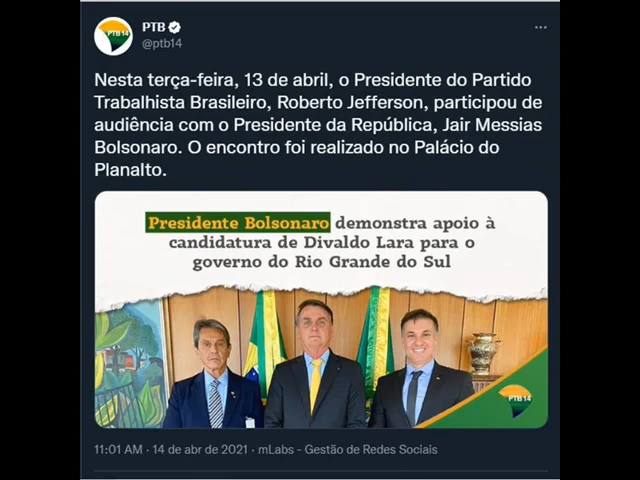 PTB
@ptb14
Nesta terça-feira, 13 de abril, o Presidente do Partido
Trabalhista Brasileiro, Roberto Jefferson, participou de
audiência com o Presidente da República, Jair Messias
Bolsonaro. O encontro foi realizado no Palácio do
Planalto.
Presidente Bolsonaro demonstra apoio à
candidatura de Divaldo Lara para o
governo do Rio Grande do Sul
PTB14
11:01 AM · 14 de abr de 2021 · mLabs - Gestão de Redes Sociais